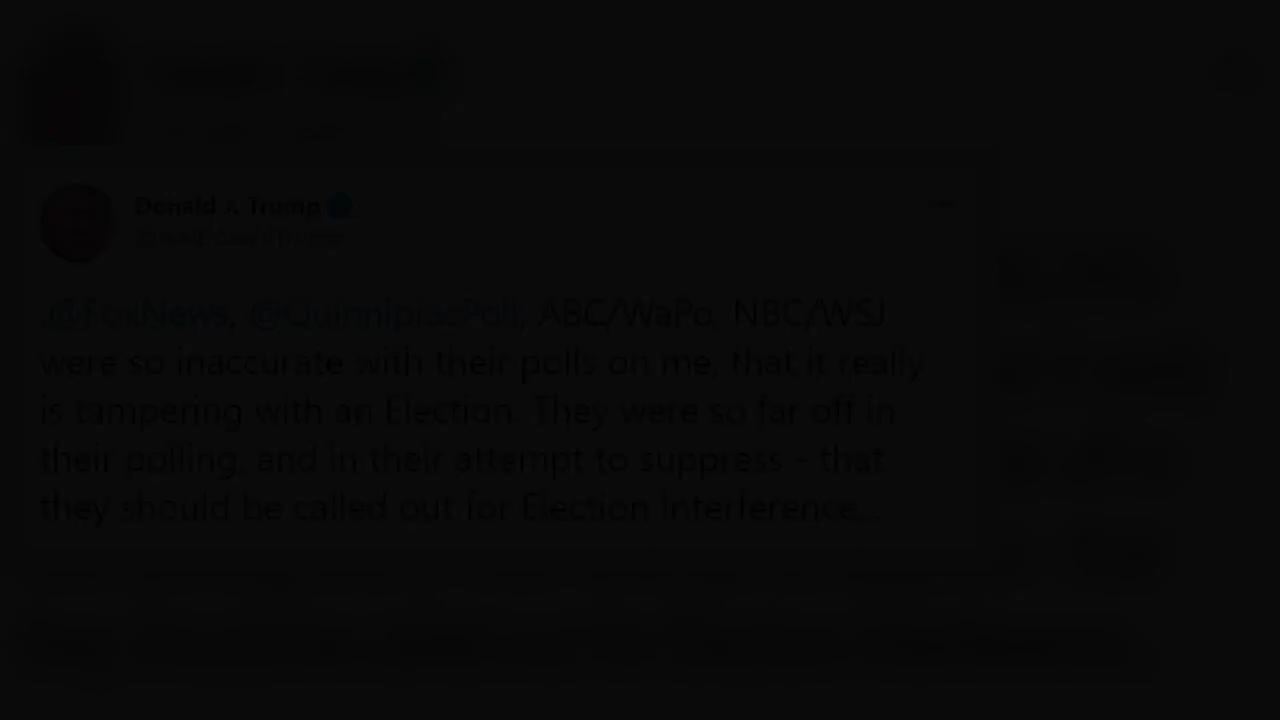 Donald J. Trump
@realDonaldTrump
.@FoxNews, @QuinnipiacPoll, ABC/WaPo, NBC/WSJ
were so inaccurate with their polls on me, that it really
is tampering with an Election. They were so far off in
their polling, and in their attempt to suppress - that
they should be called out for Election Interference...